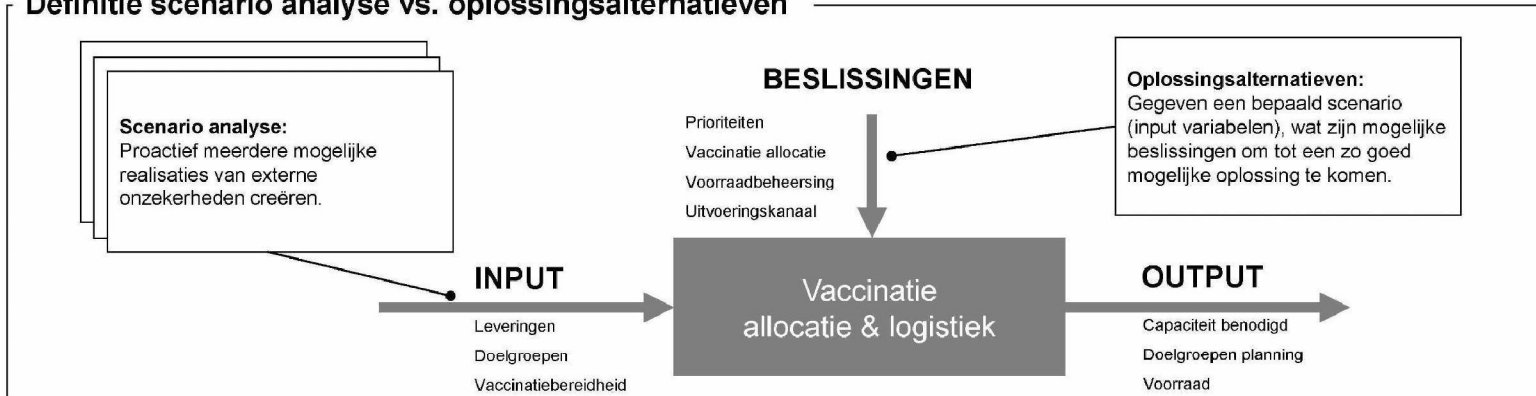 Definitie scenario analyse vs. oplossingsalternatieven
Scenario analyse:
Proactief meerdere mogelijke
realisaties van externe
onzekerheden creëren.
BESLISSINGEN
Prioriteiten
Vaccinatie allocatie
Voorraadbeheersing
Uitvoeringskanaal
Oplossingsalternatieven:
Gegeven een bepaald scenario
(input variabelen), wat zijn mogelijke
beslissingen om tot een zo goed
mogelijke oplossing te komen.
INPUT
Leveringen
Doelgroepen
Vaccinatiebereidheid
Vaccinatie
allocatie & logistiek
OUTPUT
Capaciteit benodigd
Doelgroepen planning
Voorraad